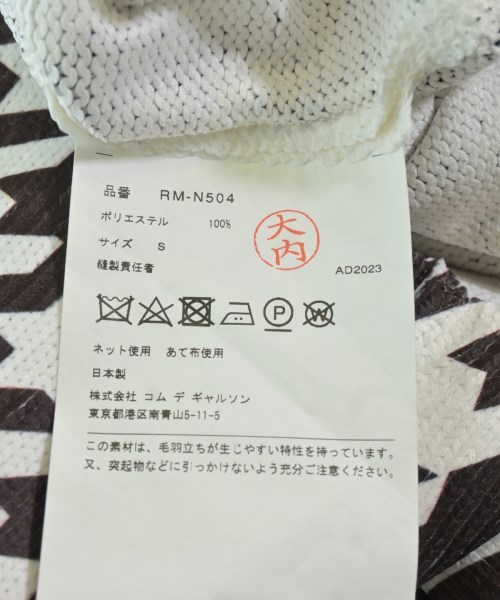 品番 RM-N504
ポリエステル 100%
サイズ S
大内
縫製責任者 AD2023
P W
ネット使用 あて布使用
日本製
株式会社 コム デ ギャルソン
東京都港区南青山5-11-5
この素材は、毛羽立ちが生じやすい特性を持っています。
又、突起物などに引っかけないよう充分ご注意ください。